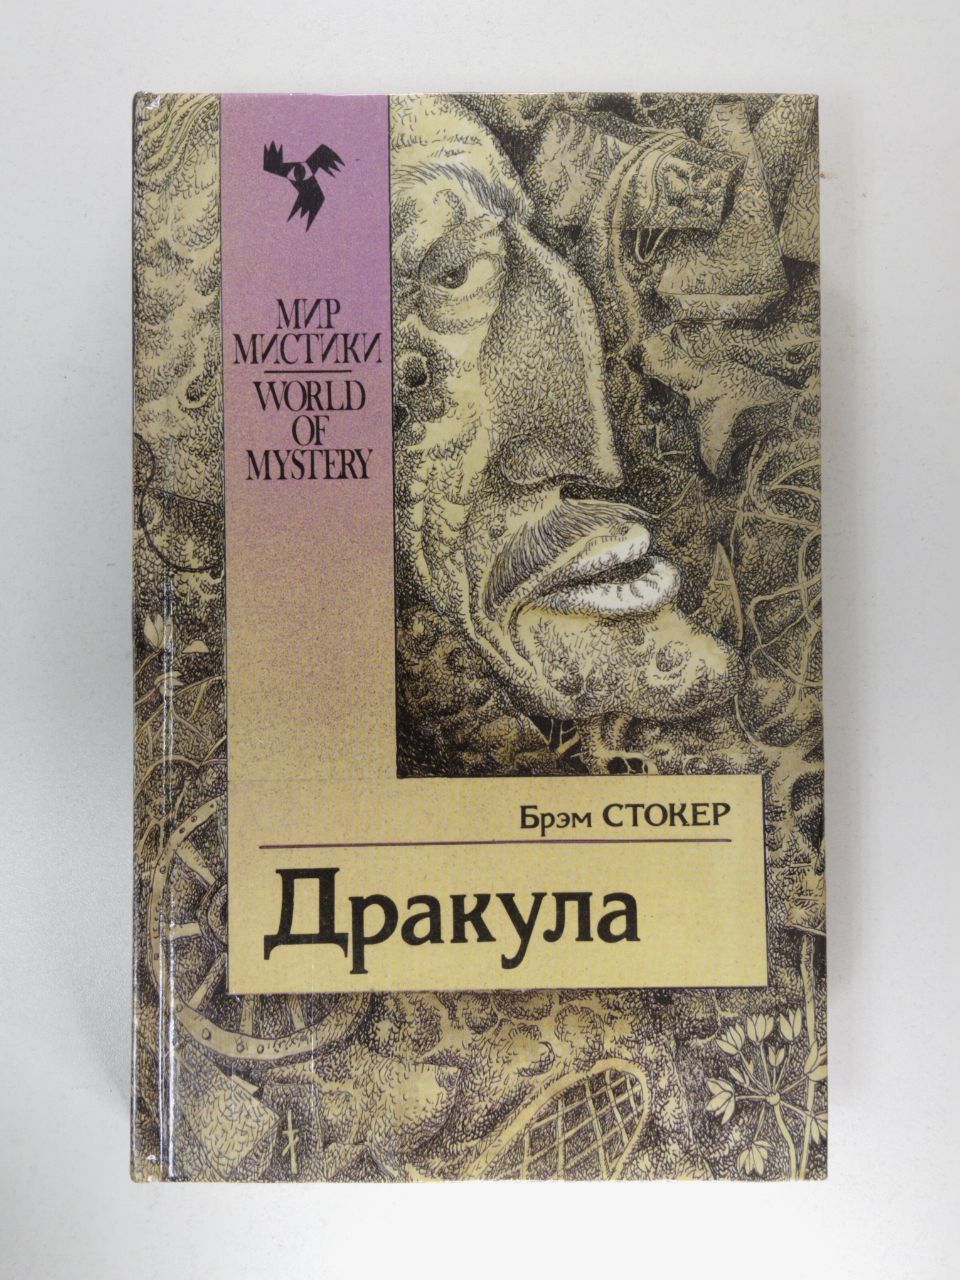 МИР
МИСТИКИ
WORLD
OF
MYSTERY
Брэм СТОКЕР
Дракула